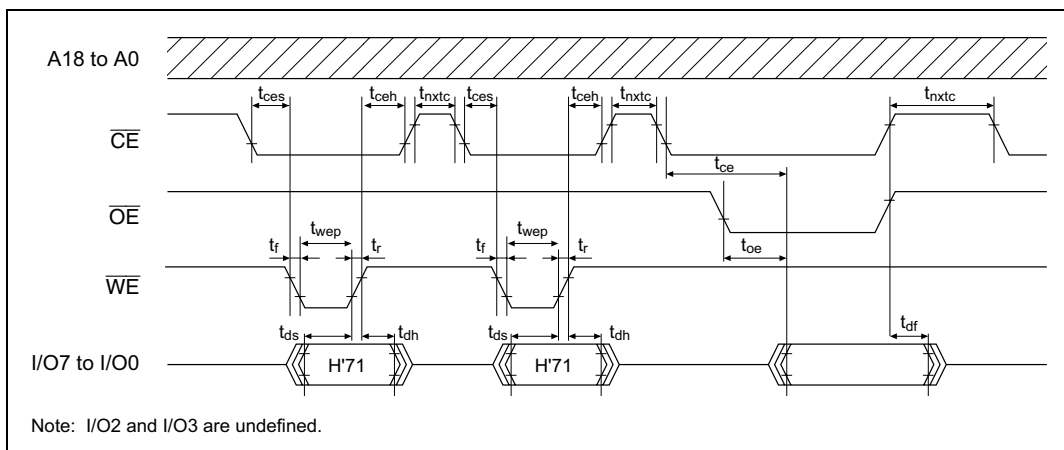 A18 to A0
tces tceh tnxtc tces tceh tnxtc tnxtc
CE
tce
OE
twep twep
tf tr tf tr toe
WE
tds tdh tds tdh tdf
I/O7 to I/O0 H'71 H'71
Note: I/O2 and I/O3 are undefined.